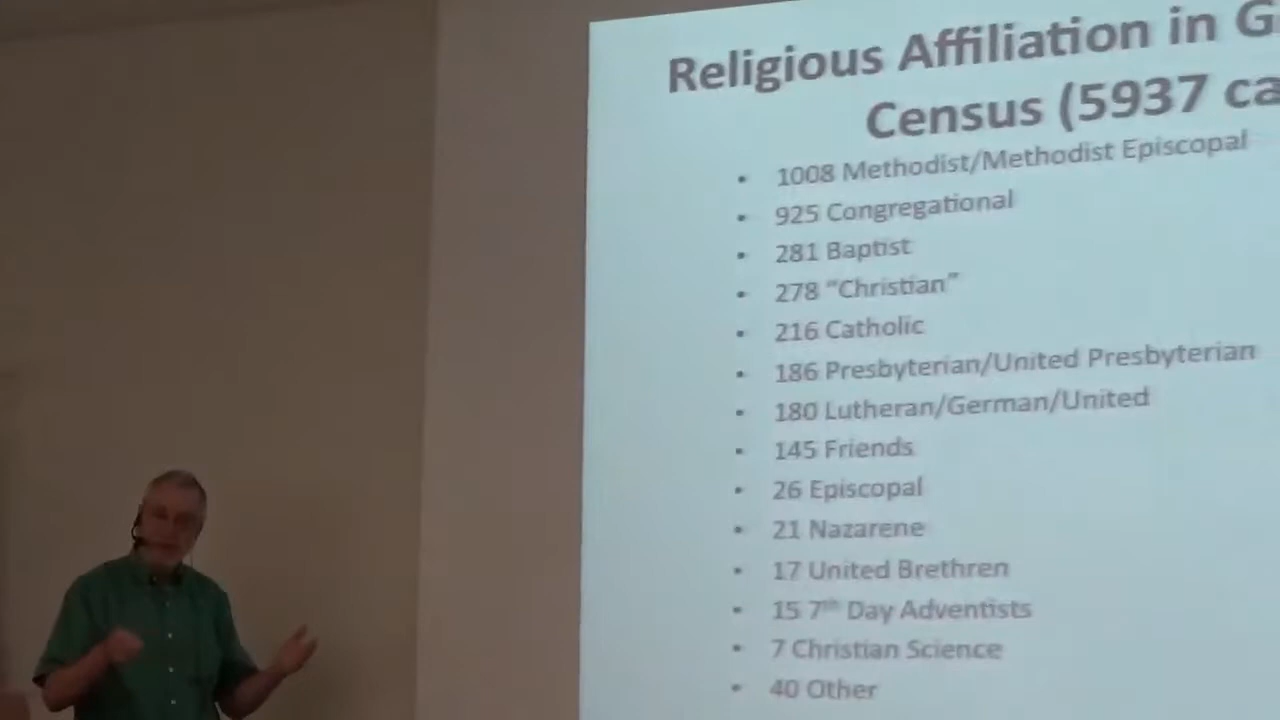 Religious Affiliation in G
Census (5937 ca
• 1008 Methodist/Methodist Episcopal
• 925 Congregational
• 281 Baptist
• 278 “Christian”
• 216 Catholic
• 186 Presbyterian/United Presbyterian
• 180 Lutheran/German/United
• 145 Friends
• 26 Episcopal
• 21 Nazarene
• 17 United Brethren
• 15 7th Day Adventists
• 7 Christian Science
• 40 Other